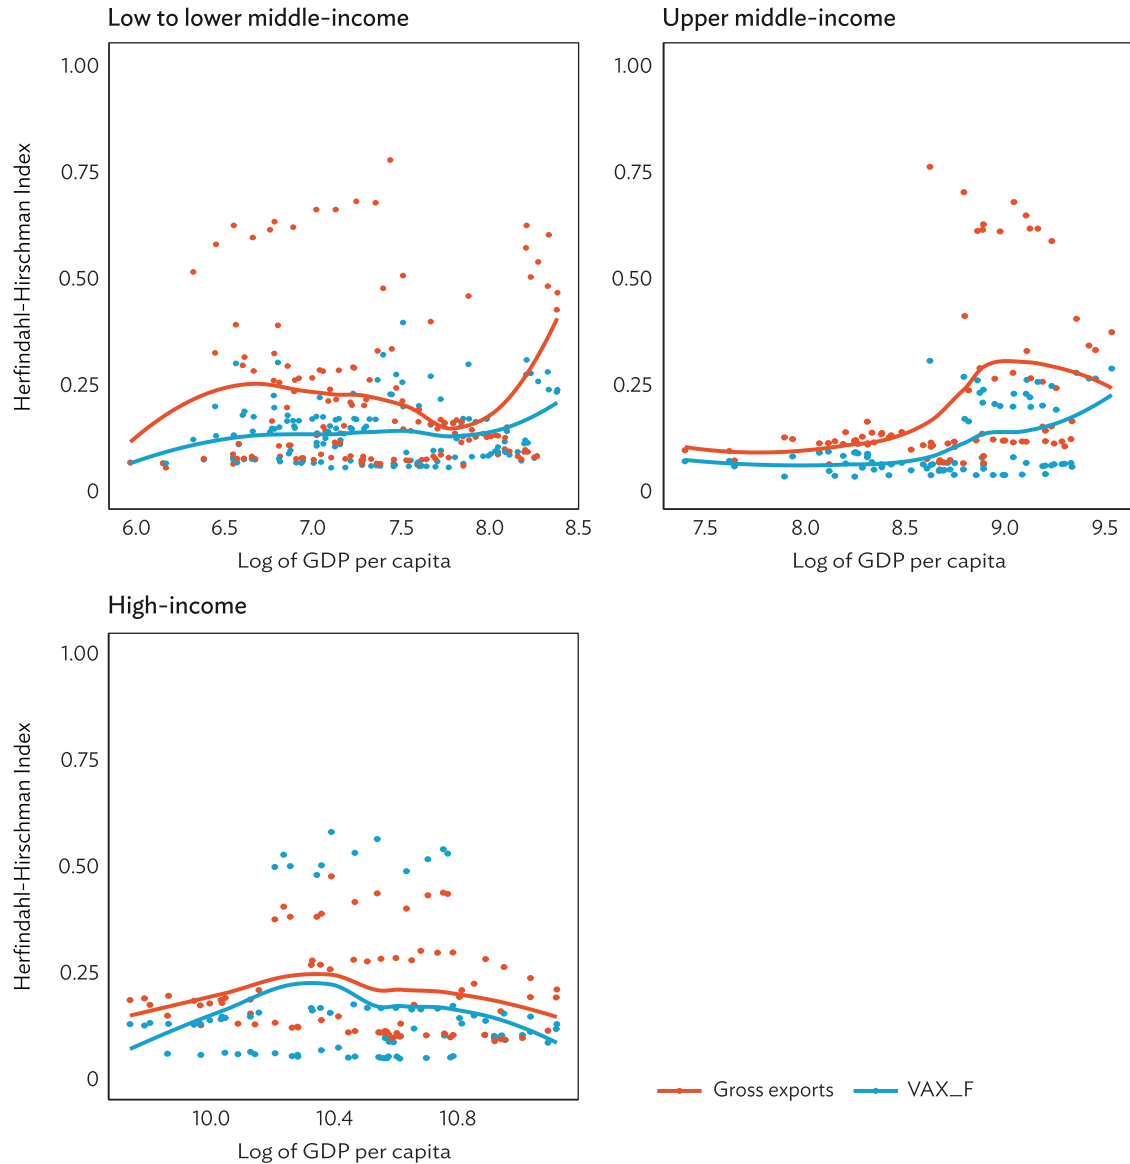 Low to lower middle-income
Upper middle-income
1.00
0.75
0.50
0.25
0
Herfindahl-Hirschman Index
6.0 6.5 7.0 7.5 8.0 8.5
Log of GDP per capita
1.00
0.75
0.50
0.25
0
7.5 8.0 8.5 9.0 9.5
Log of GDP per capita
High-income
1.00
0.75
0.50
0.25
0
Herfindahl-Hirschman Index
10.0 10.4 10.8
Log of GDP per capita
Gross exports VAX_F